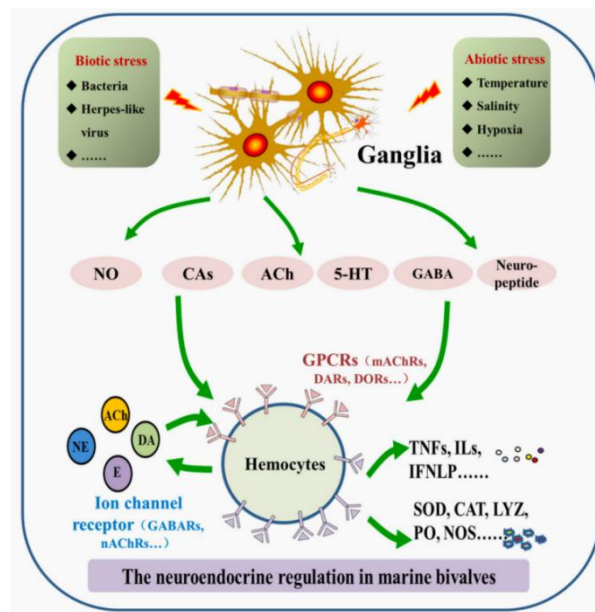 Biotic stress
◆ Bacteria
◆ Herpes-like
virus
◆ ……
Abiotic stress
◆ Temperature
◆ Salinity
◆ Hypoxia
◆ ……
Ganglia
NO
CAs
ACh
5-HT
GABA
Neuro-
peptide
GPCRs (mAChRs,
DARs, DORs…)
ACh
NE
DA
E
Hemocytes
TNFs, ILs,
IFNLP……
Ion channel
receptor (GABARs,
nAChRs…)
SOD, CAT, LYZ,
PO, NOS……
The neuroendocrine regulation in marine bivalves